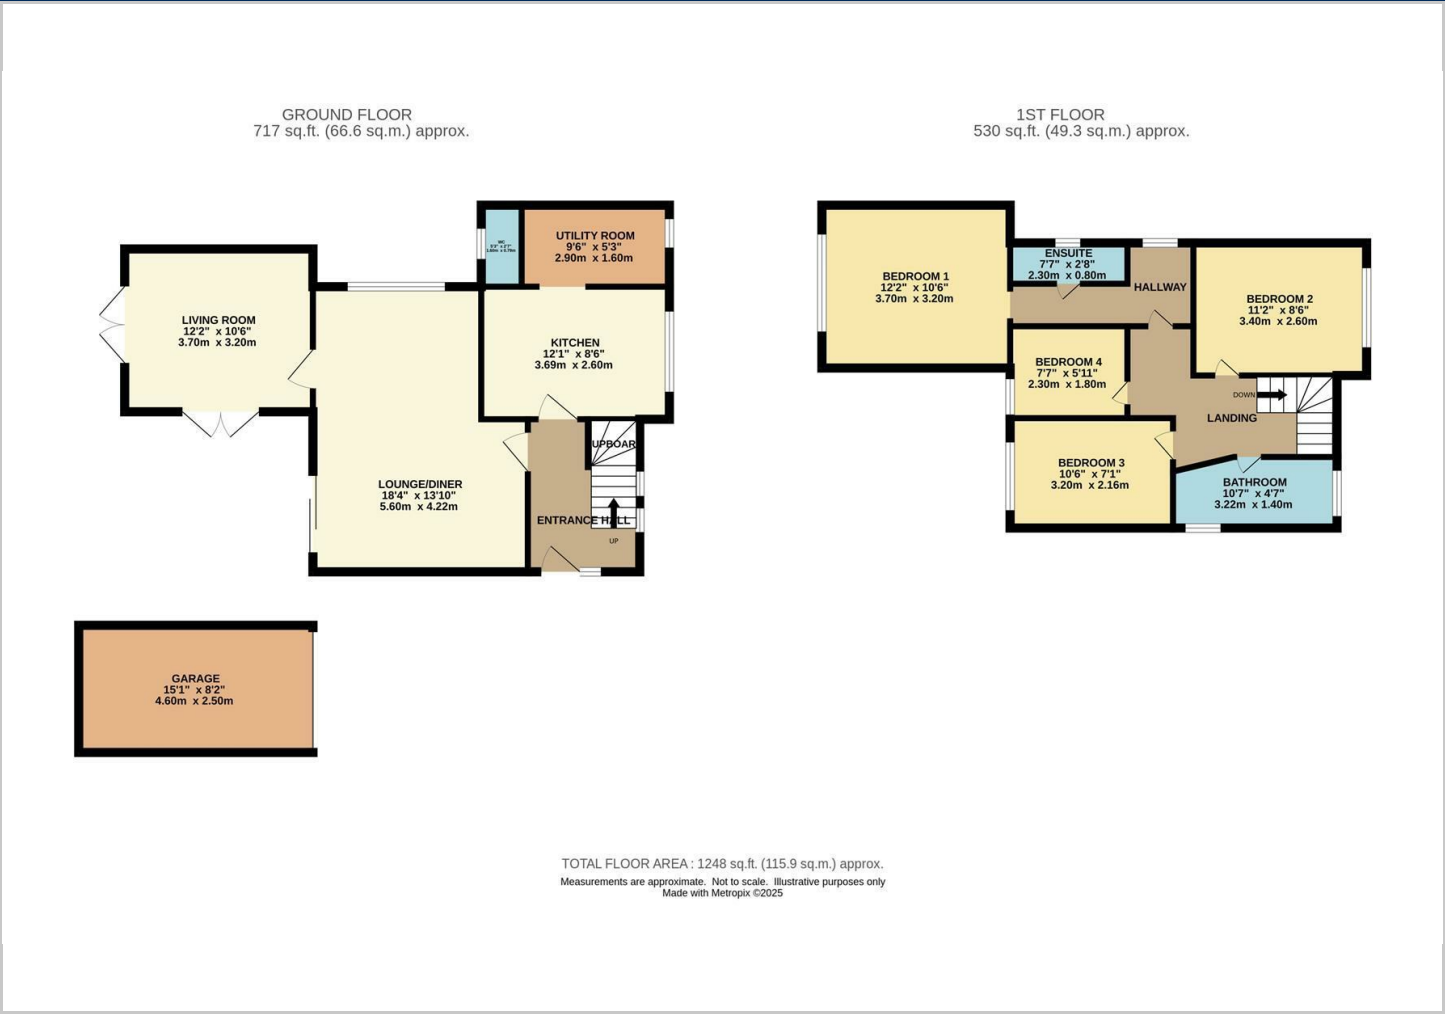 GROUND FLOOR
717 sq.ft. (66.6 sq.m.) approx.
1ST FLOOR
530 sq.ft. (49.3 sq.m.) approx.
WC
UTILITY ROOM
9'6" x 5'3"
2.90m x 1.60m
LIVING ROOM
12'2" x 10'6"
3.70m x 3.20m
KITCHEN
12'1" x 8'6"
3.69m x 2.60m
UPBOAR
LOUNGE/DINER
18'4" x 13'10"
5.60m x 4.22m
ENTRANCE HALL
UP
GARAGE
15'1" x 8'2"
4.60m x 2.50m
BEDROOM 1
12'2" x 10'6"
3.70m x 3.20m
ENSUITE
7'7" x 2'8"
2.30m x 0.80m
HALLWAY
BEDROOM 2
11'2" x 8'6"
3.40m x 2.60m
BEDROOM 4
7'7" x 5'11"
2.30m x 1.80m
DOWN
LANDING
BEDROOM 3
10'6" x 7'1"
3.20m x 2.16m
BATHROOM
10'7" x 4'7"
3.22m x 1.40m
TOTAL FLOOR AREA : 1248 sq.ft. (115.9 sq.m.) approx.
Measurements are approximate. Not to scale. Illustrative purposes only
Made with Metropix ©2025